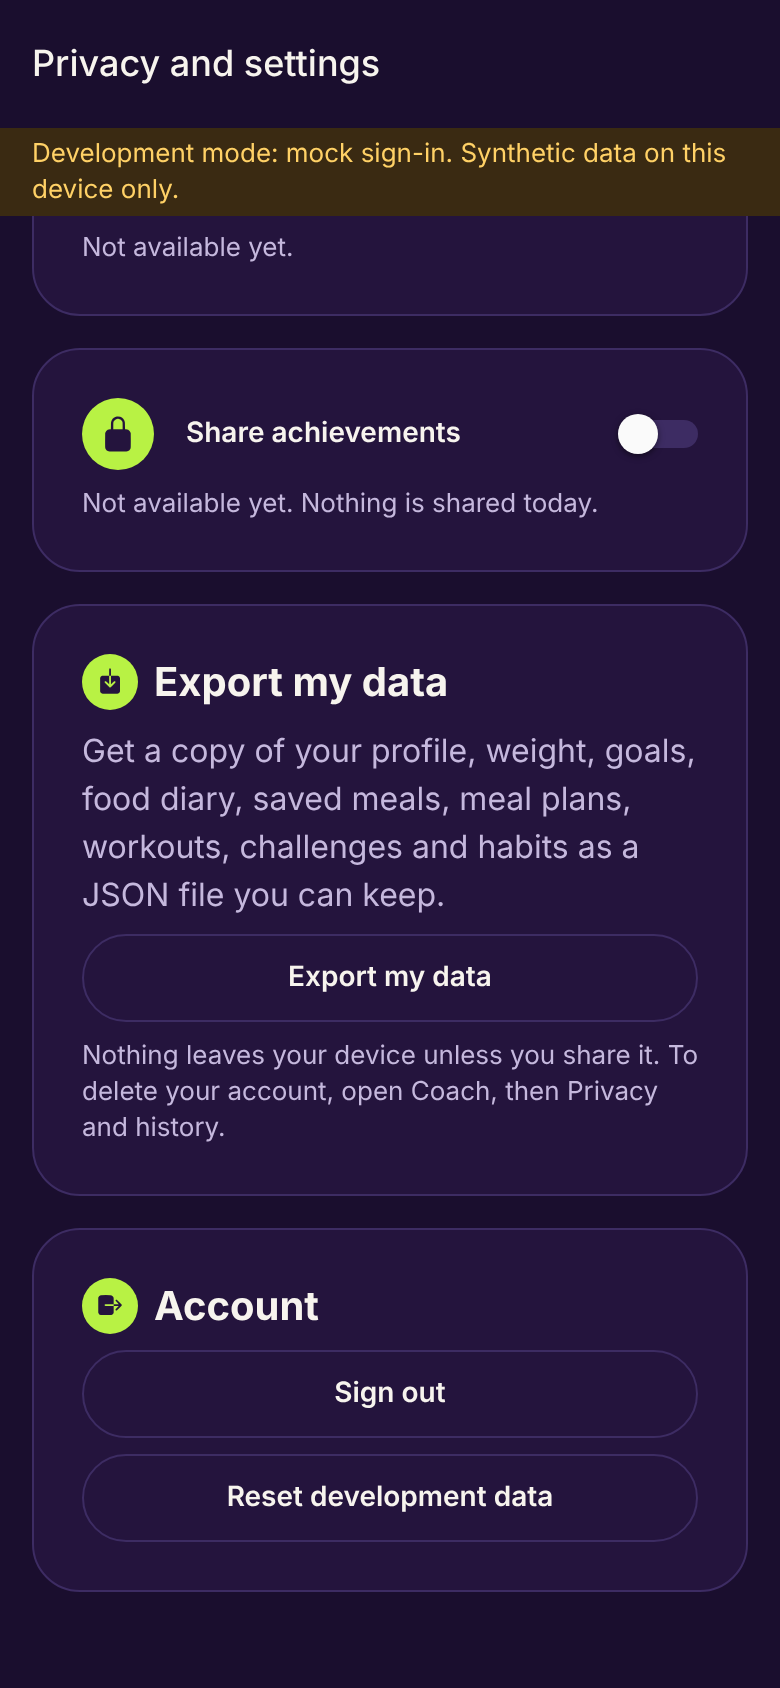 Privacy and settings
Development mode: mock sign-in. Synthetic data on this
device only.
Not available yet.
Share achievements
Not available yet. Nothing is shared today.
Export my data
Get a copy of your profile, weight, goals,
food diary, saved meals, meal plans,
workouts, challenges and habits as a
JSON file you can keep.
Export my data
Nothing leaves your device unless you share it. To
delete your account, open Coach, then Privacy
and history.
Account
Sign out
Reset development data